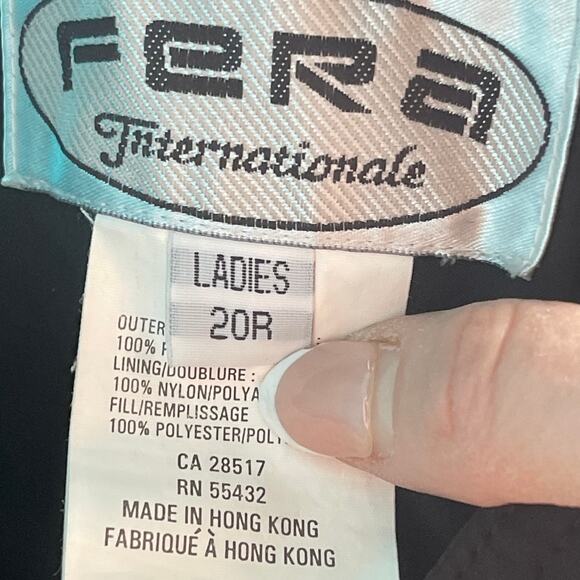 FERA
Internationale
LADIES
20R
OUTER
100%
LINING/DOUBLURE :
100% NYLON/POLYA
FILL/REMPLISSAGE
100% POLYESTER/POLY
CA 28517
RN 55432
MADE IN HONG KONG
FABRIQUÉ À HONG KONG